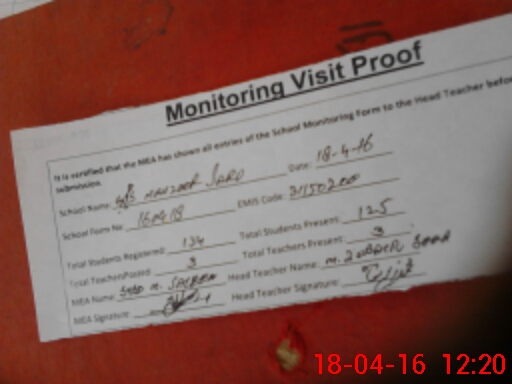 Monitoring Visit Proof
It is verified that the MEA has shown all entries of the School Monitoring Form to the Head Teacher before
submission.
School Name: Date: 18-4-16
School Form No: 160418 EMIS Code: 31150200
Total Students Registered: 134 Total Students Present: 125
Total Teachers Posted: 3 Total Teachers Present: 3
MEA Name: M. Head Teacher Name: M.
MEA Signature: Head Teacher Signature:
18-04-16 12:20